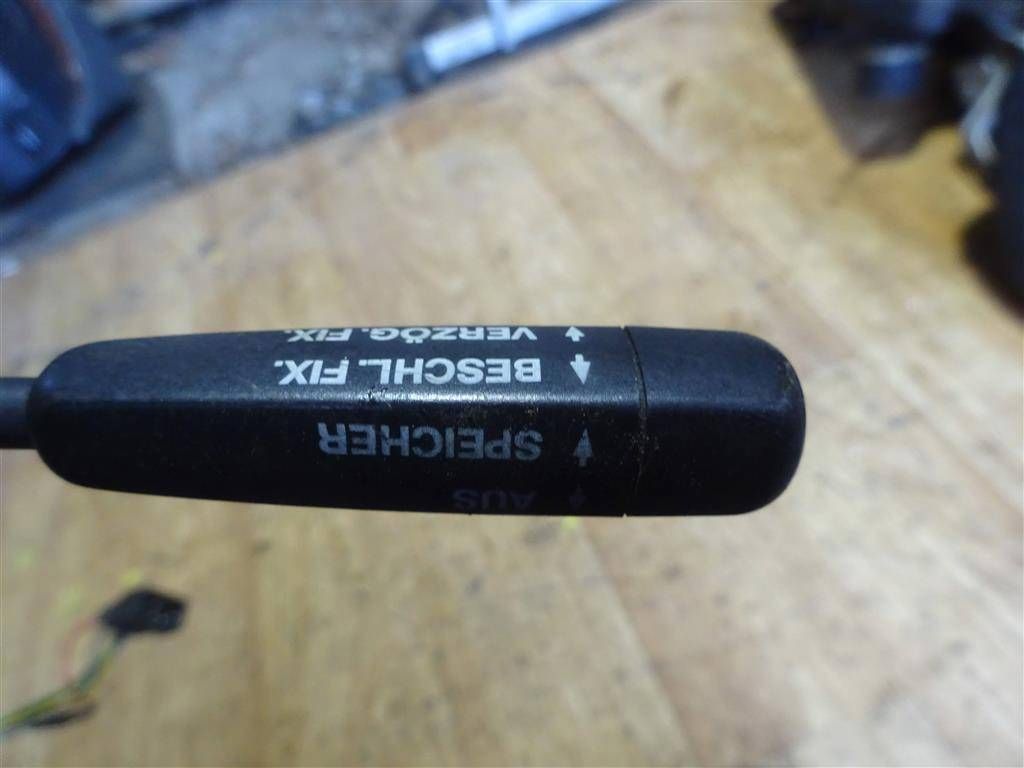 AUS
SPEICHER
BESCHL. FIX.
VERZÖG. FIX.